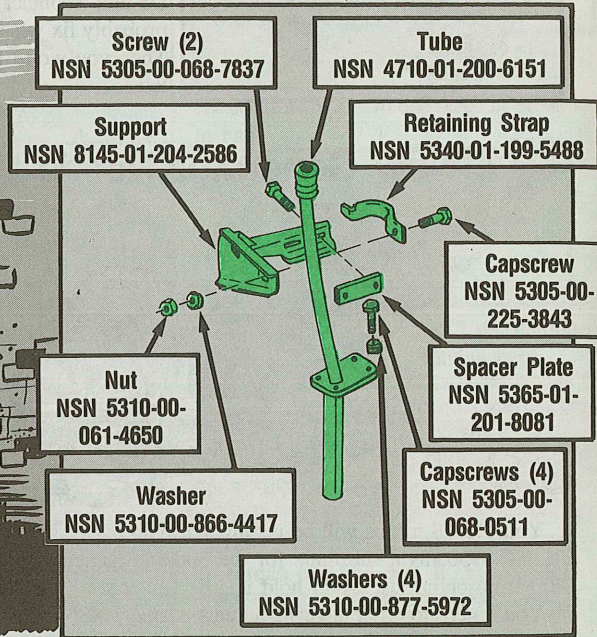 Screw (2)
NSN 5305-00-068-7837
Tube
NSN 4710-01-200-6151
Support
NSN 8145-01-204-2586
Retaining Strap
NSN 5340-01-199-5488
Capscrew
NSN 5305-00-
225-3843
Nut
NSN 5310-00-
061-4650
Spacer Plate
NSN 5365-01-
201-8081
Washer
NSN 5310-00-866-4417
Capscrews (4)
NSN 5305-00-
068-0511
Washers (4)
NSN 5310-00-877-5972